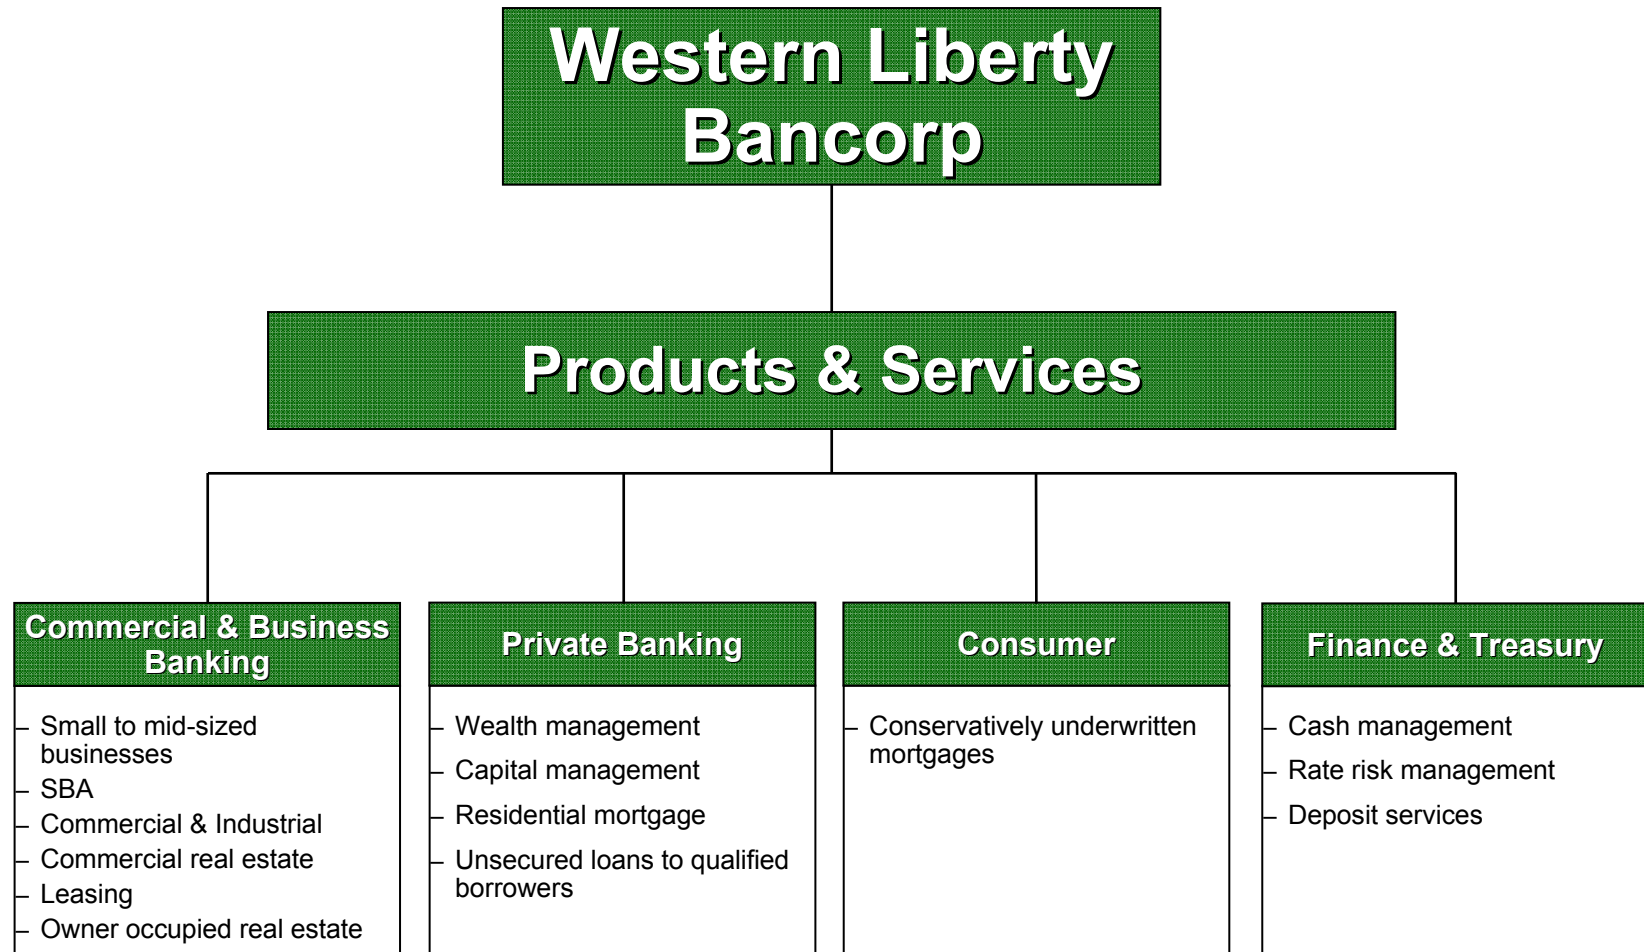 Western Liberty
Bancorp
Products & Services
Commercial & Business
Banking
– Small to mid-sized
businesses
– SBA
– Commercial & Industrial
– Commercial real estate
– Leasing
– Owner occupied real estate
Private Banking
– Wealth management
– Capital management
– Residential mortgage
– Unsecured loans to qualified
borrowers
Consumer
– Conservatively underwritten
mortgages
Finance & Treasury
– Cash management
– Rate risk management
– Deposit services